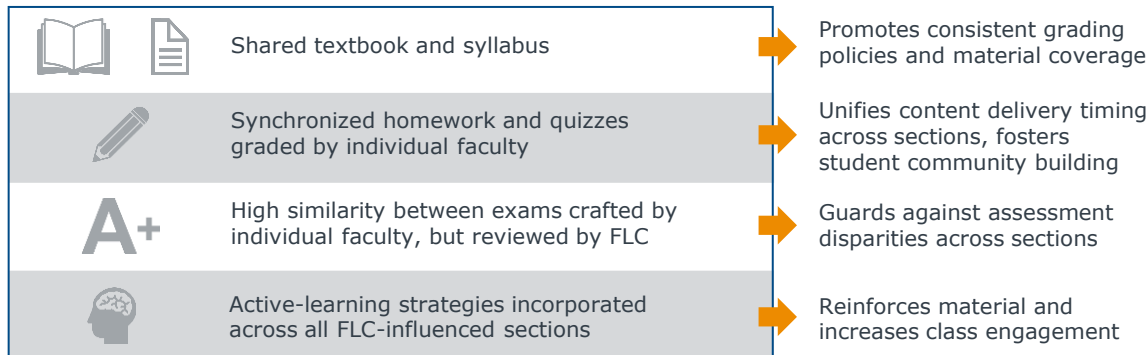 Shared textbook and syllabus
Promotes consistent grading
policies and material coverage
Synchronized homework and quizzes
graded by individual faculty
Unifies content delivery timing
across sections, fosters
student community building
A+
High similarity between exams crafted by
individual faculty, but reviewed by FLC
Guards against assessment
disparities across sections
Active-learning strategies incorporated
across all FLC-influenced sections
Reinforces material and
increases class engagement